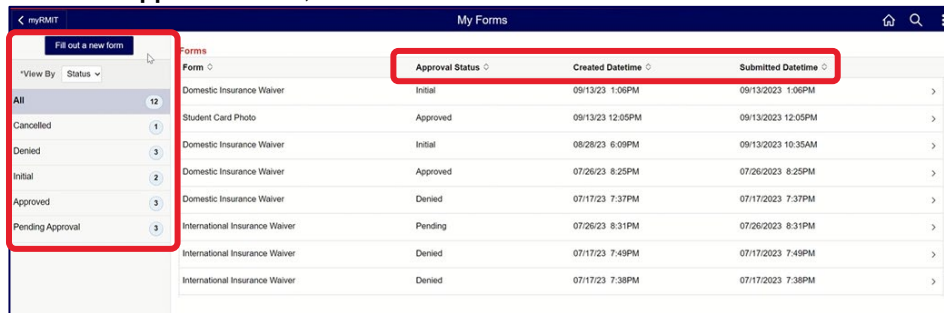 myRMIT My Forms
Fill out a new form
*View By Status
All 12
Cancelled 1
Denied 3
Initial 2
Approved 3
Pending Approval 3
Forms
Form Approval Status Created Datetime Submitted Datetime
Domestic Insurance Waiver Initial 09/13/23 1:06PM 09/13/2023 1:06PM
Student Card Photo Approved 09/13/23 12:05PM 09/13/2023 12:05PM
Domestic Insurance Waiver Initial 08/28/23 6:09PM 09/13/2023 10:35AM
Domestic Insurance Waiver Approved 07/26/23 8:25PM 07/26/2023 8:25PM
Domestic Insurance Waiver Denied 07/17/23 7:37PM 07/17/2023 7:37PM
International Insurance Waiver Pending 07/26/23 8:31PM 07/26/2023 8:31PM
International Insurance Waiver Denied 07/17/23 7:49PM 07/17/2023 7:49PM
International Insurance Waiver Denied 07/17/23 7:38PM 07/17/2023 7:38PM